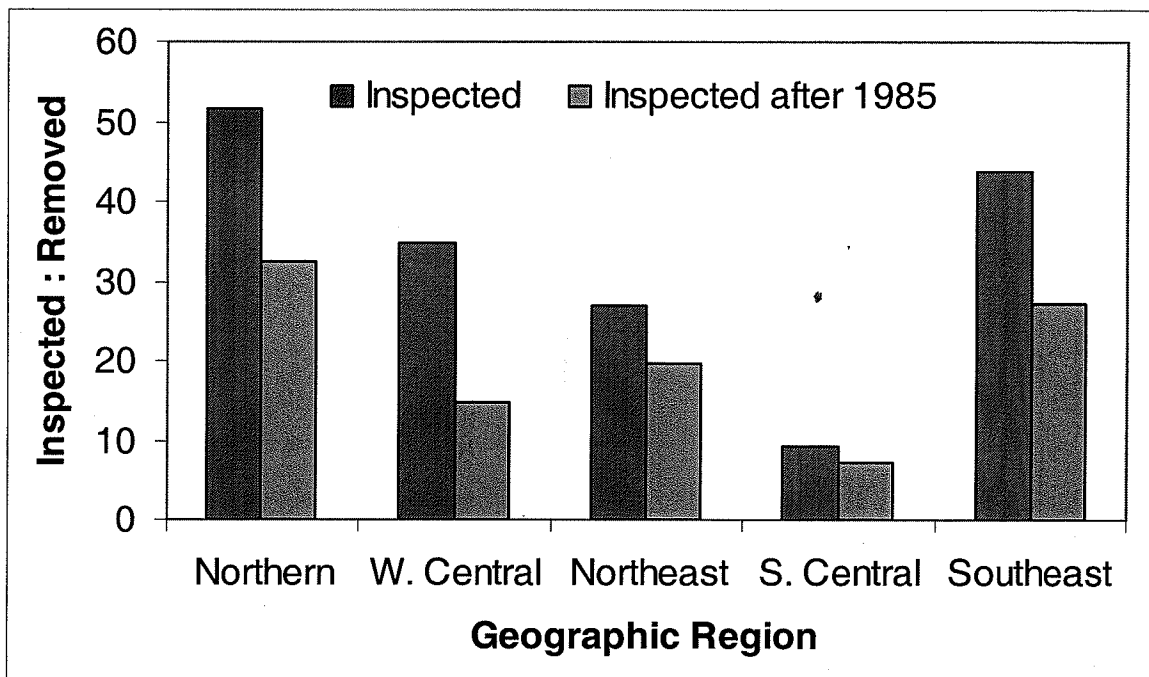 60
50
40
30
20
10
0
Inspected : Removed
Inspected Inspected after 1985
Northern W. Central Northeast S. Central Southeast
Geographic Region